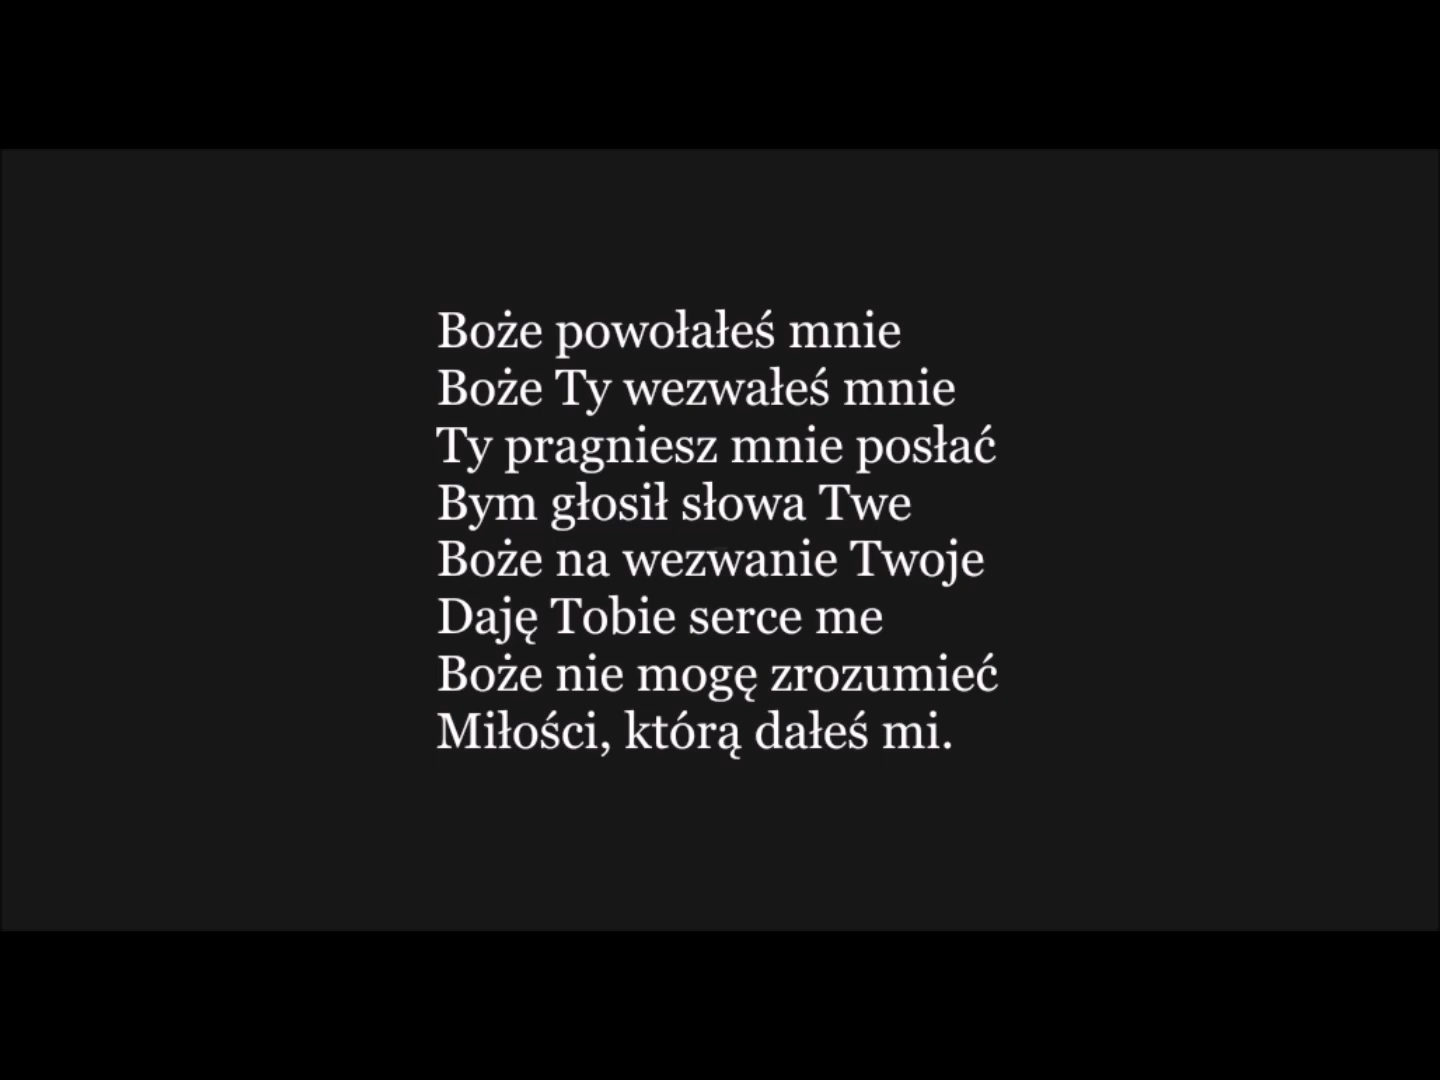 Boże powołałeś mnie
Boże Ty wezwałeś mnie
Ty pragniesz mnie posłać
Bym głosił słowa Twe
Boże na wezwanie Twoje
Daję Tobie serce me
Boże nie mogę zrozumieć
Miłości, którą dałeś mi.